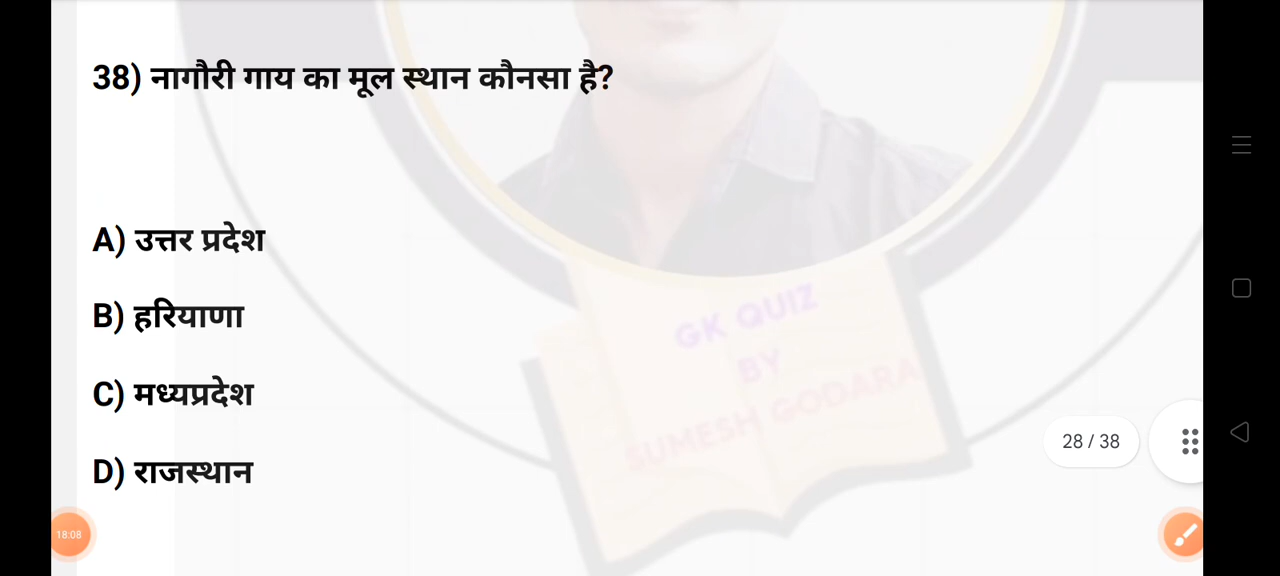 38) नागौरी गाय का मूल स्थान कौनसा है?
A) उत्तर प्रदेश
B) हरियाणा
C) मध्यप्रदेश
D) राजस्थान
GK QUIZ
BY
SUMESH GODARA
28 / 38
18:08